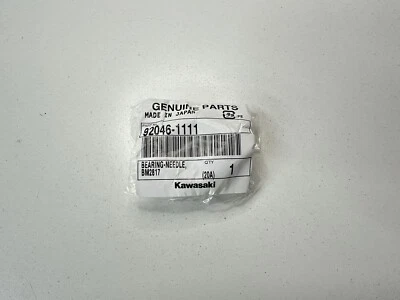 GENUINE PARTS
MADE IN JAPAN
92046-1111
BEARING-NEEDLE, QTY
BM2817 (20A) 1
Kawasaki